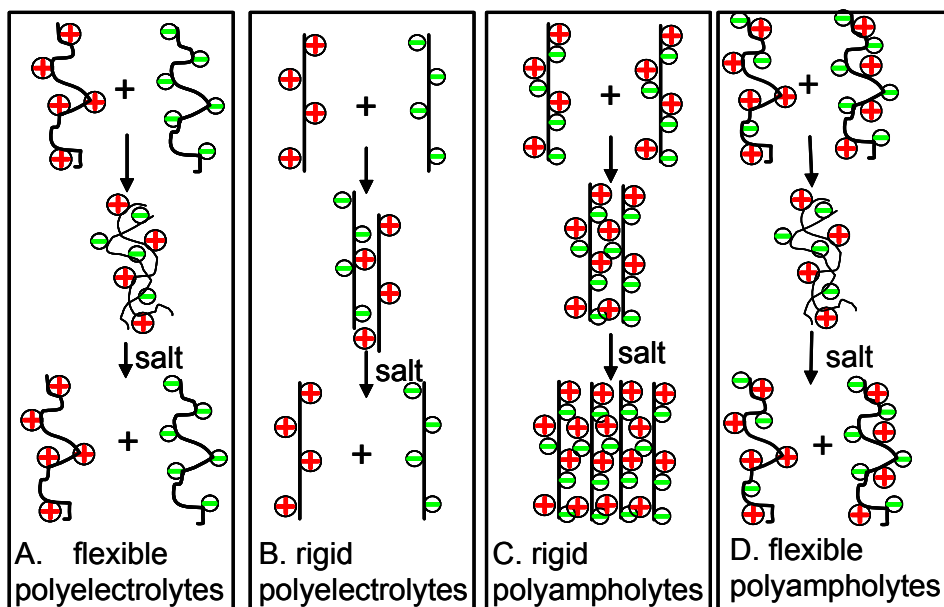 +
+
+
+
salt
salt
salt
salt
+
+
+
A. flexible
polyelectrolytes
B. rigid
polyelectrolytes
C. rigid
polyampholytes
D. flexible
polyampholytes